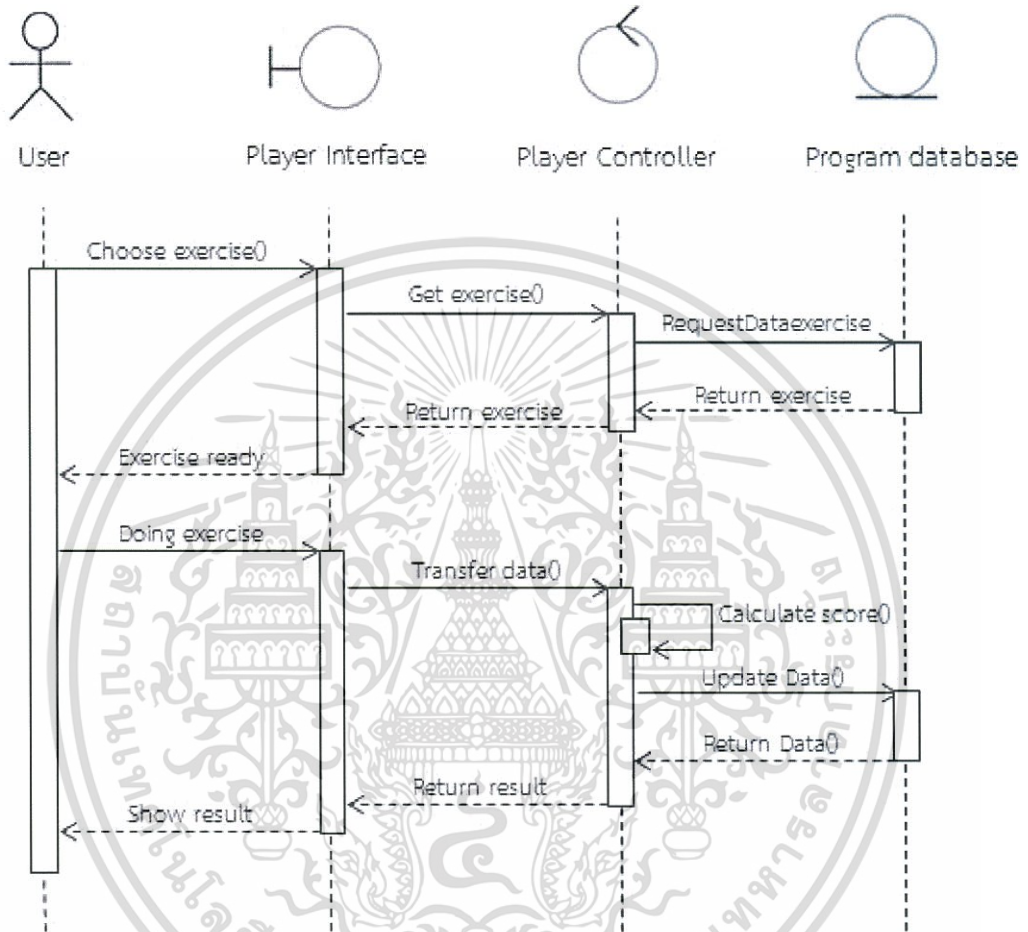 User
Player Interface
Player Controller
Program database
Choose exercise()
Get exercise()
RequestDataexercise
Return exercise
Return exercise
Exercise ready
Doing exercise
Transfer data()
Calculate score()
Update Data()
Return Data()
Return result
Show result